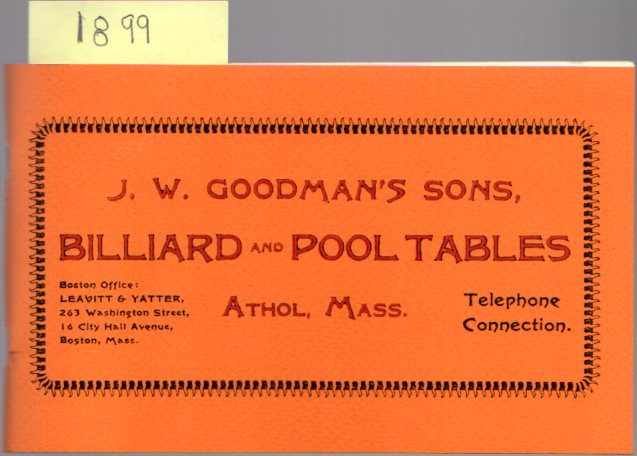 1899
J. W. GOODMAN'S SONS,
BILLIARD AND POOL TABLES
ATHOL, MASS.
Boston Office:
LEAVITT & YATTER,
263 Washington Street,
16 City Hall Avenue,
Boston, Mass.
Telephone
Connection.